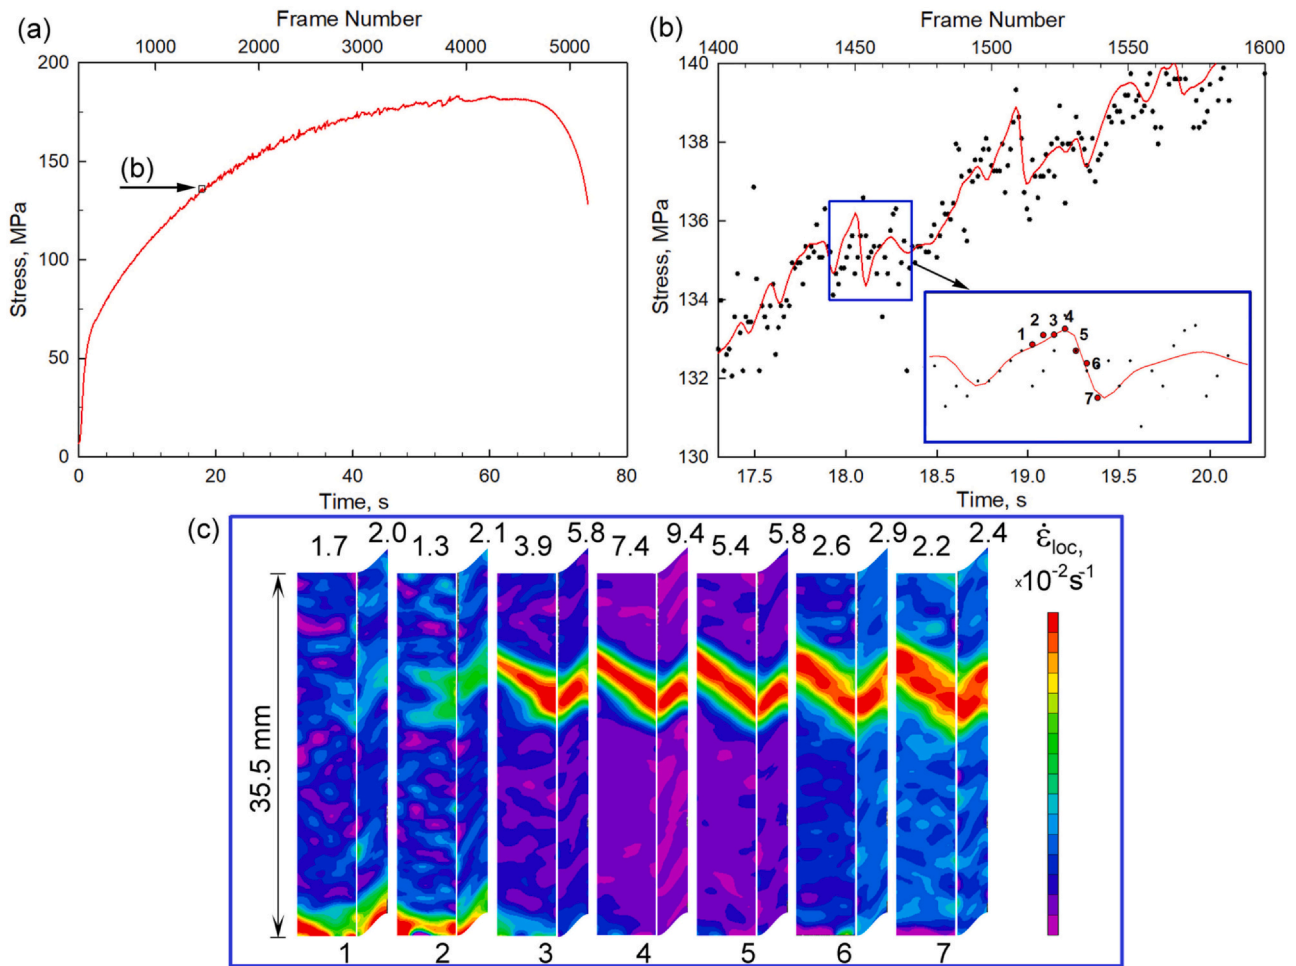 (a)
Frame Number
1000 2000 3000 4000 5000
200
150
100
50
0
Stress, MPa
(b)
0 20 40 60 80
Time, s
(b)
Frame Number
1400 1450 1500 1550 1600
140
138
136
134
132
130
Stress, MPa
1 2 3 4 5 6 7
17.5 18.0 18.5 19.0 19.5 20.0
Time, s
(c)
1.7 2.0 1.3 2.1 3.9 5.8 7.4 9.4 5.4 5.8 2.6 2.9 2.2 2.4
ε̇loc,
×10⁻²s⁻¹
35.5 mm
1 2 3 4 5 6 7